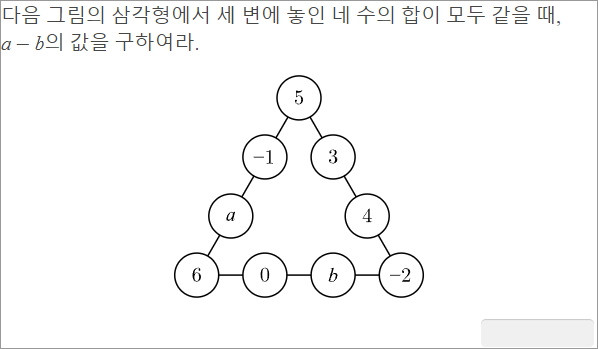 다음 그림의 삼각형에서 세 변에 놓인 네 수의 합이 모두 같을 때,
a − b의 값을 구하여라.
5
−1 3
a 4
6 0 b −2